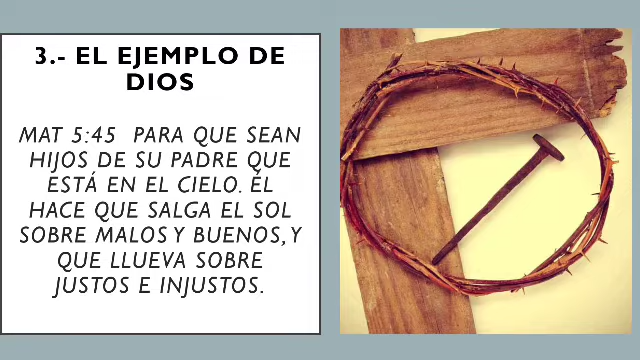 3.- EL EJEMPLO DE
DIOS
MAT 5:45 PARA QUE SEAN
HIJOS DE SU PADRE QUE
ESTÁ EN EL CIELO. ÉL
HACE QUE SALGA EL SOL
SOBRE MALOS Y BUENOS, Y
QUE LLUEVA SOBRE
JUSTOS E INJUSTOS.